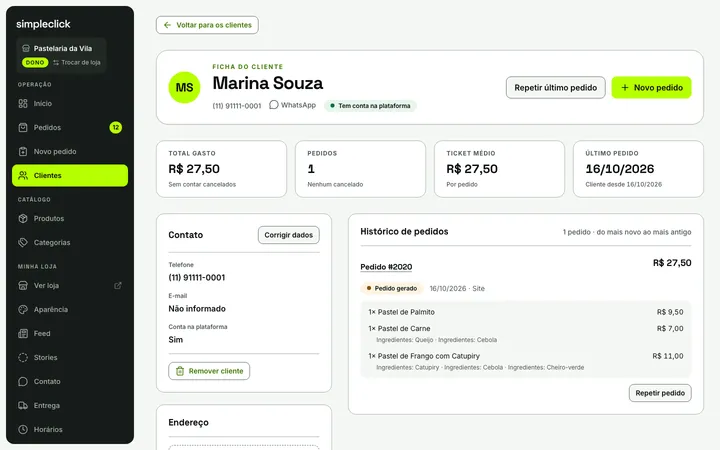 simpleclick
Pastelaria da Vila
DONO
Trocar de loja
OPERAÇÃO
Início
Pedidos
12
Novo pedido
Clientes
CATÁLOGO
Produtos
Categorias
MINHA LOJA
Ver loja
Aparência
Feed
Stories
Contato
Entrega
Horários
Voltar para os clientes
MS
FICHA DO CLIENTE
Marina Souza
(11) 91111-0001
WhatsApp
Tem conta na plataforma
Repetir último pedido
Novo pedido
TOTAL GASTO
R$ 27,50
Sem contar cancelados
PEDIDOS
1
Nenhum cancelado
TICKET MÉDIO
R$ 27,50
Por pedido
ÚLTIMO PEDIDO
16/10/2026
Cliente desde 16/10/2026
Contato
Corrigir dados
Telefone
(11) 91111-0001
E-mail
Não informado
Conta na plataforma
Sim
Remover cliente
Endereço
Histórico de pedidos
1 pedido · do mais novo ao mais antigo
Pedido #2020
R$ 27,50
Pedido gerado
16/10/2026 · Site
1× Pastel de Palmito
R$ 9,50
1× Pastel de Carne
R$ 7,00
Ingredientes: Queijo · Ingredientes: Cebola
1× Pastel de Frango com Catupiry
R$ 11,00
Ingredientes: Catupiry · Ingredientes: Cebola · Ingredientes: Cheiro-verde
Repetir pedido